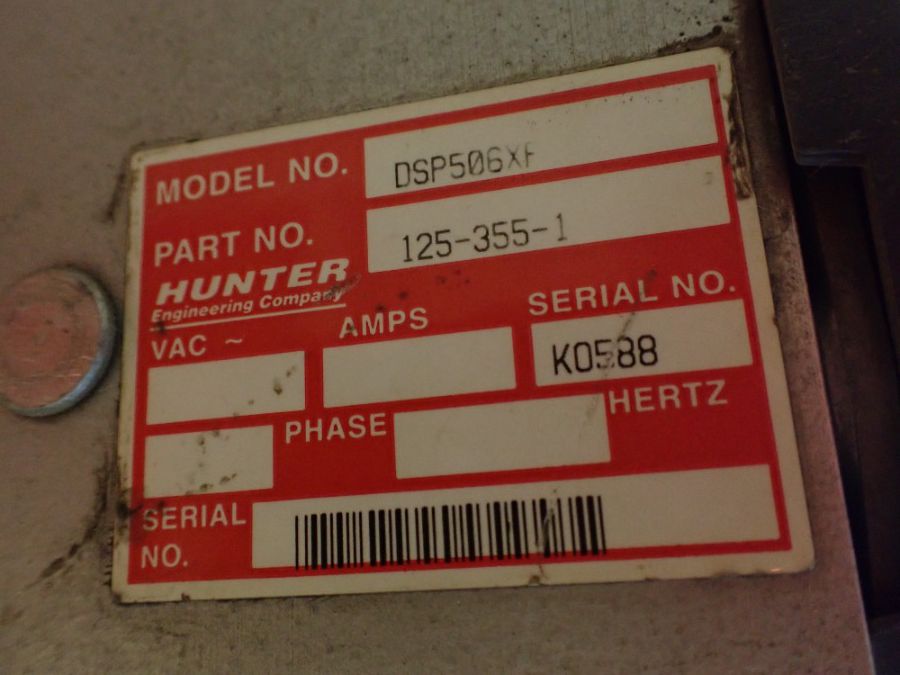 MODEL NO. DSP506XF
PART NO. 125-355-1
HUNTER
Engineering Company
VAC ~
AMPS
SERIAL NO.
K0588
PHASE
HERTZ
SERIAL
NO.